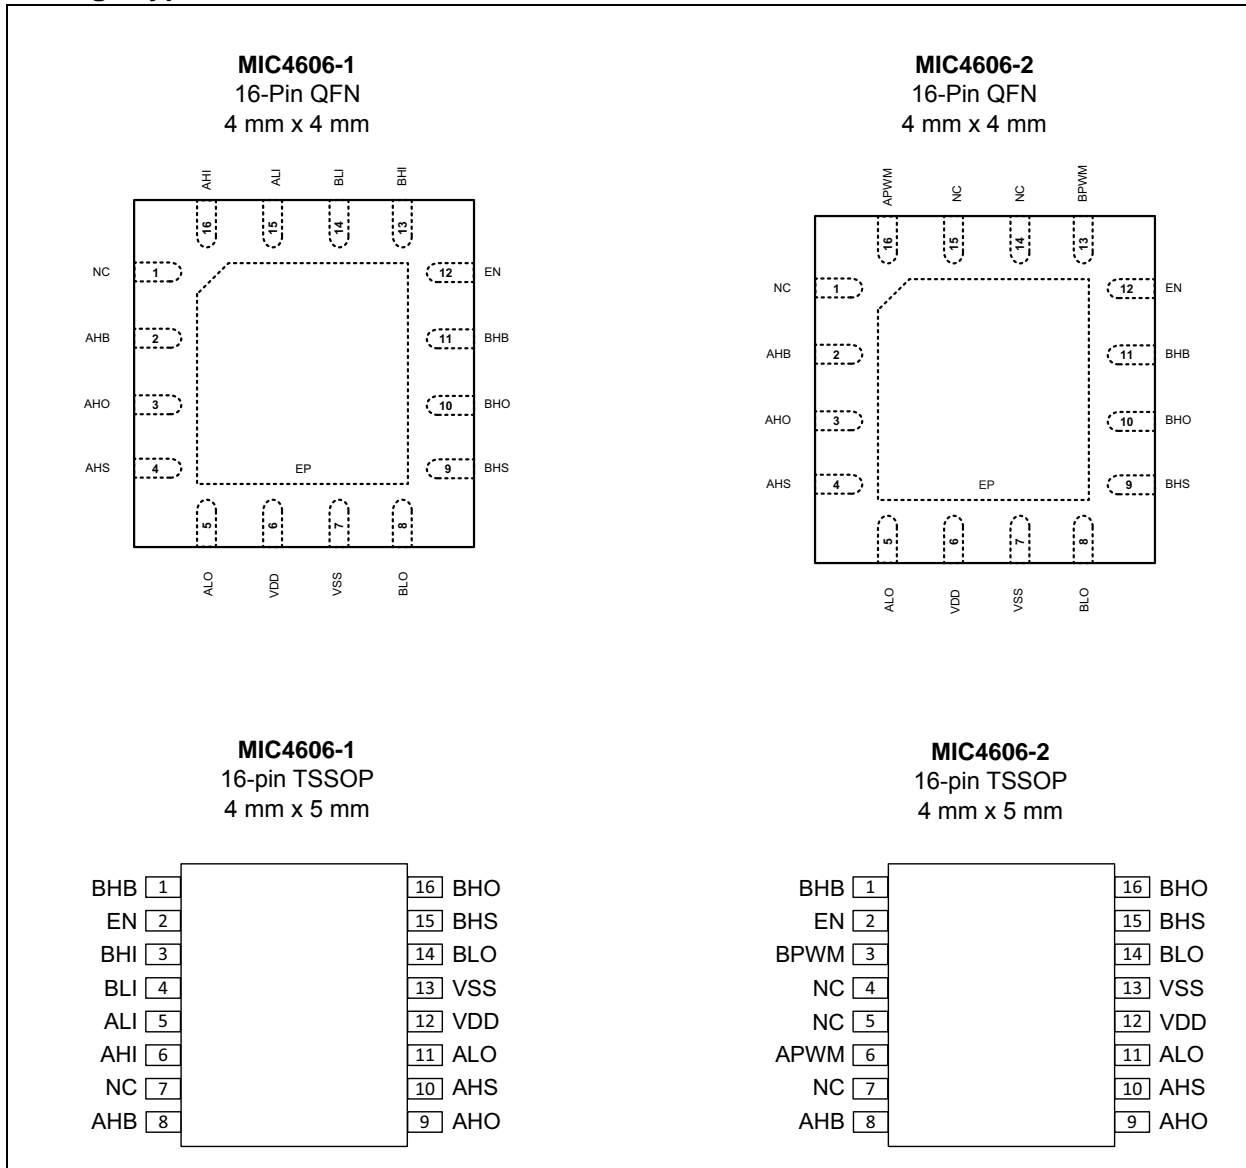 MIC4606-1
16-Pin QFN
4 mm x 4 mm
AHI ALI BLI BHI
16 15 14 13
NC 1 12 EN
AHB 2 11 BHB
AHO 3 10 BHO
AHS 4 EP 9 BHS
5 6 7 8
ALO VDD VSS BLO
MIC4606-2
16-Pin QFN
4 mm x 4 mm
APWM NC NC BPWM
16 15 14 13
NC 1 12 EN
AHB 2 11 BHB
AHO 3 10 BHO
AHS 4 EP 9 BHS
5 6 7 8
ALO VDD VSS BLO
MIC4606-1
16-pin TSSOP
4 mm x 5 mm
BHB 1 16 BHO
EN 2 15 BHS
BHI 3 14 BLO
BLI 4 13 VSS
ALI 5 12 VDD
AHI 6 11 ALO
NC 7 10 AHS
AHB 8 9 AHO
MIC4606-2
16-pin TSSOP
4 mm x 5 mm
BHB 1 16 BHO
EN 2 15 BHS
BPWM 3 14 BLO
NC 4 13 VSS
NC 5 12 VDD
APWM 6 11 ALO
NC 7 10 AHS
AHB 8 9 AHO